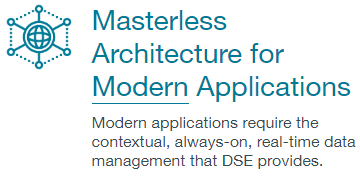 Masterless
Architecture for
Modern Applications
Modern applications require the
contextual, always-on, real-time data
management that DSE provides.